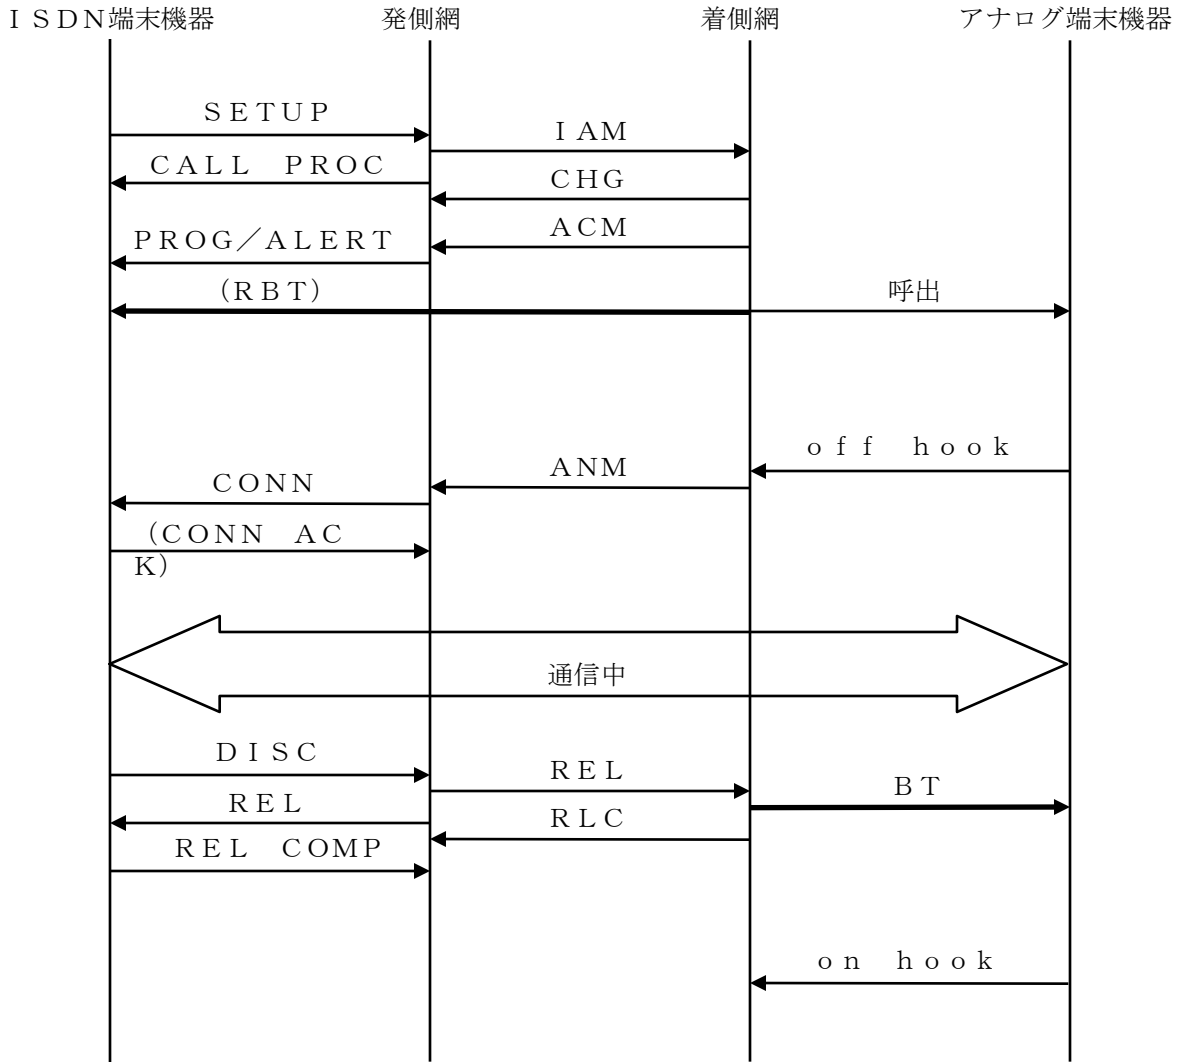 ＩＳＤＮ端末機器
発側網
着側網
アナログ端末機器
ＳＥＴＵＰ
ＩＡＭ
ＣＡＬＬ　ＰＲＯＣ
ＣＨＧ
ＡＣＭ
ＰＲＯＧ／ＡＬＥＲＴ
（ＲＢＴ）
呼出
ｏｆｆ　ｈｏｏｋ
ＡＮＭ
ＣＯＮＮ
（ＣＯＮＮ　ＡＣ
Ｋ）
通信中
ＤＩＳＣ
ＲＥＬ
ＢＴ
ＲＥＬ
ＲＬＣ
ＲＥＬ　ＣＯＭＰ
ｏｎ　ｈｏｏｋ